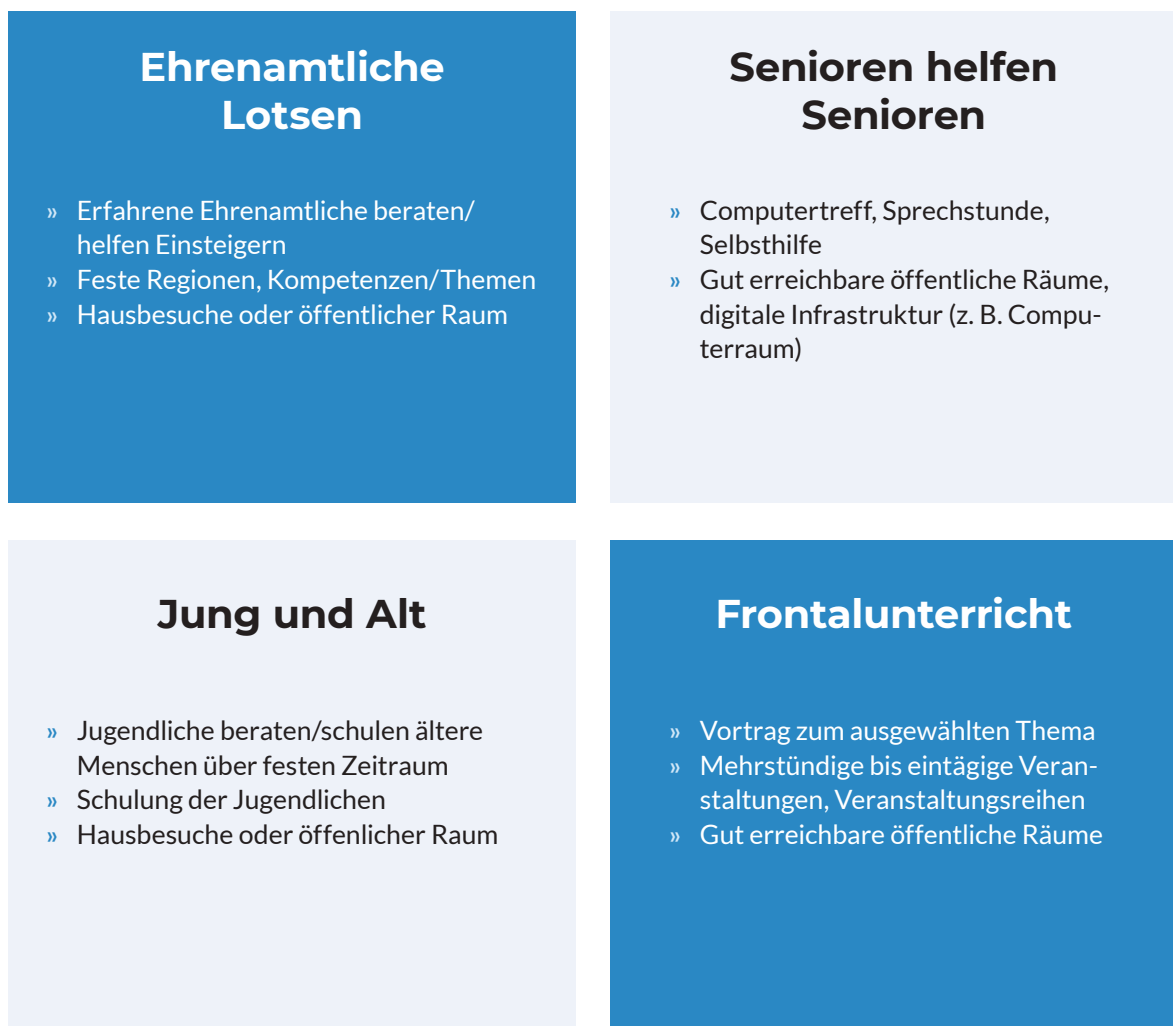 Ehrenamtliche
Lotsen
» Erfahrene Ehrenamtliche beraten/
helfen Einsteigern
» Feste Regionen, Kompetenzen/Themen
» Hausbesuche oder öffentlicher Raum
Senioren helfen
Senioren
» Computertreff, Sprechstunde,
Selbsthilfe
» Gut erreichbare öffentliche Räume,
digitale Infrastruktur (z. B. Compu-
terraum)
Jung und Alt
» Jugendliche beraten/schulen ältere
Menschen über festen Zeitraum
» Schulung der Jugendlichen
» Hausbesuche oder öffenlicher Raum
Frontalunterricht
» Vortrag zum ausgewählten Thema
» Mehrstündige bis eintägige Veran-
staltungen, Veranstaltungsreihen
» Gut erreichbare öffentliche Räume